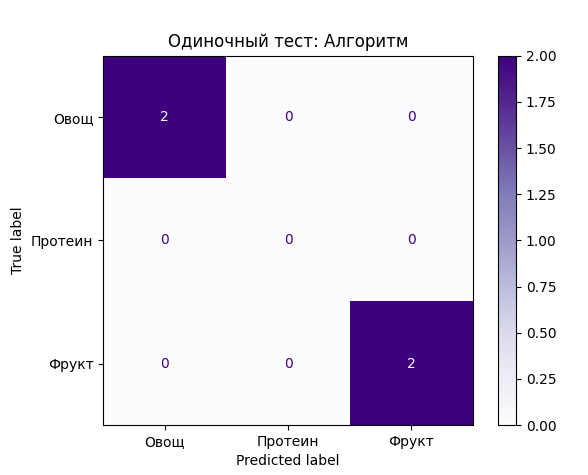 Одиночный тест: Алгоритм
True label
Овощ 2 0 0
Протеин 0 0 0
Фрукт 0 0 2
Овощ Протеин Фрукт
Predicted label
2.00
1.75
1.50
1.25
1.00
0.75
0.50
0.25
0.00